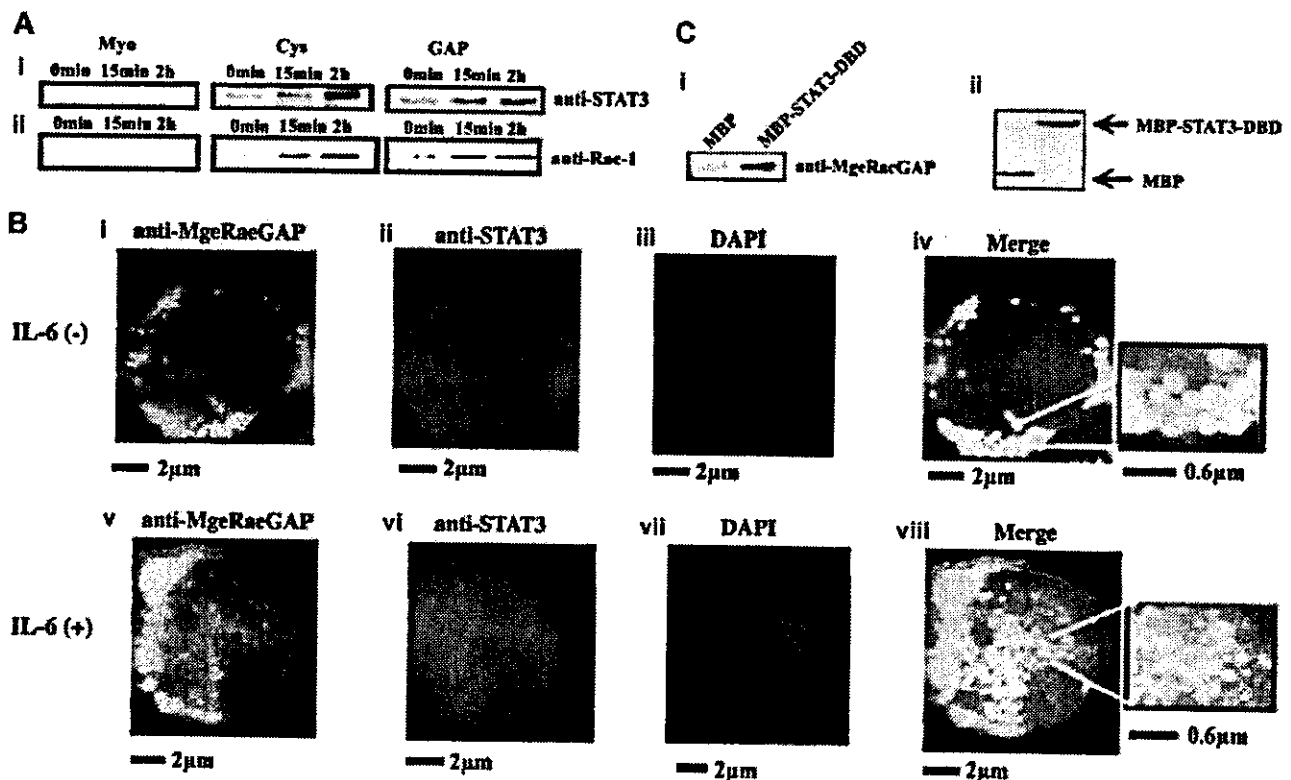 A
Myo Cys GAP
i
0min 15min 2h 0min 15min 2h 0min 15min 2h
anti-STAT3
ii
0min 15min 2h 0min 15min 2h 0min 15min 2h
anti-Rac-1
C
i
MBP MBP-STAT3-DBD
anti-MgcRacGAP
ii
MBP-STAT3-DBD
MBP
B
i anti-MgcRacGAP ii anti-STAT3 iii DAPI iv Merge
IL-6 (-)
2μm 2μm 2μm 2μm 0.6μm
v anti-MgcRacGAP vi anti-STAT3 vii DAPI viii Merge
IL-6 (+)
2μm 2μm 2μm 2μm 0.6μm